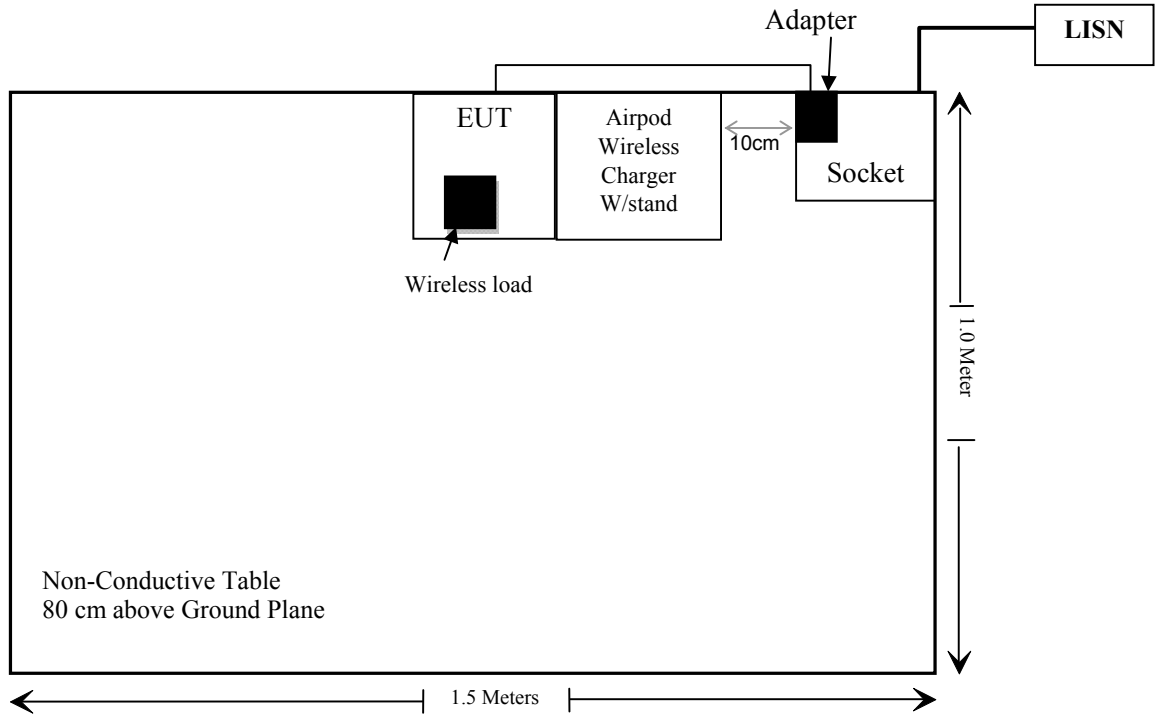 Adapter
LISN
EUT
Airpod
Wireless
Charger
W/stand
10cm
Socket
Wireless load
1.0 Meter
Non-Conductive Table
80 cm above Ground Plane
1.5 Meters